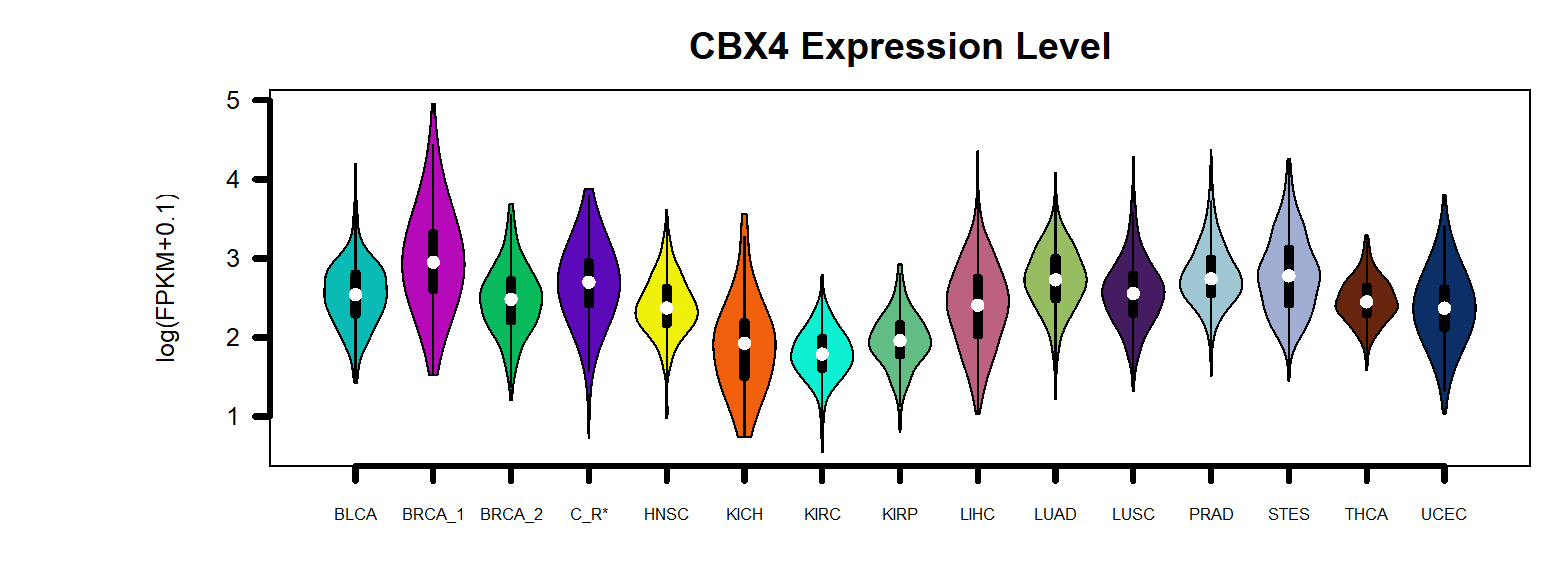 CBX4 Expression Level
log(FPKM+0.1)
5
4
3
2
1
BLCA BRCA_1 BRCA_2 C_R* HNSC KICH KIRC KIRP LIHC LUAD LUSC PRAD STES THCA UCEC